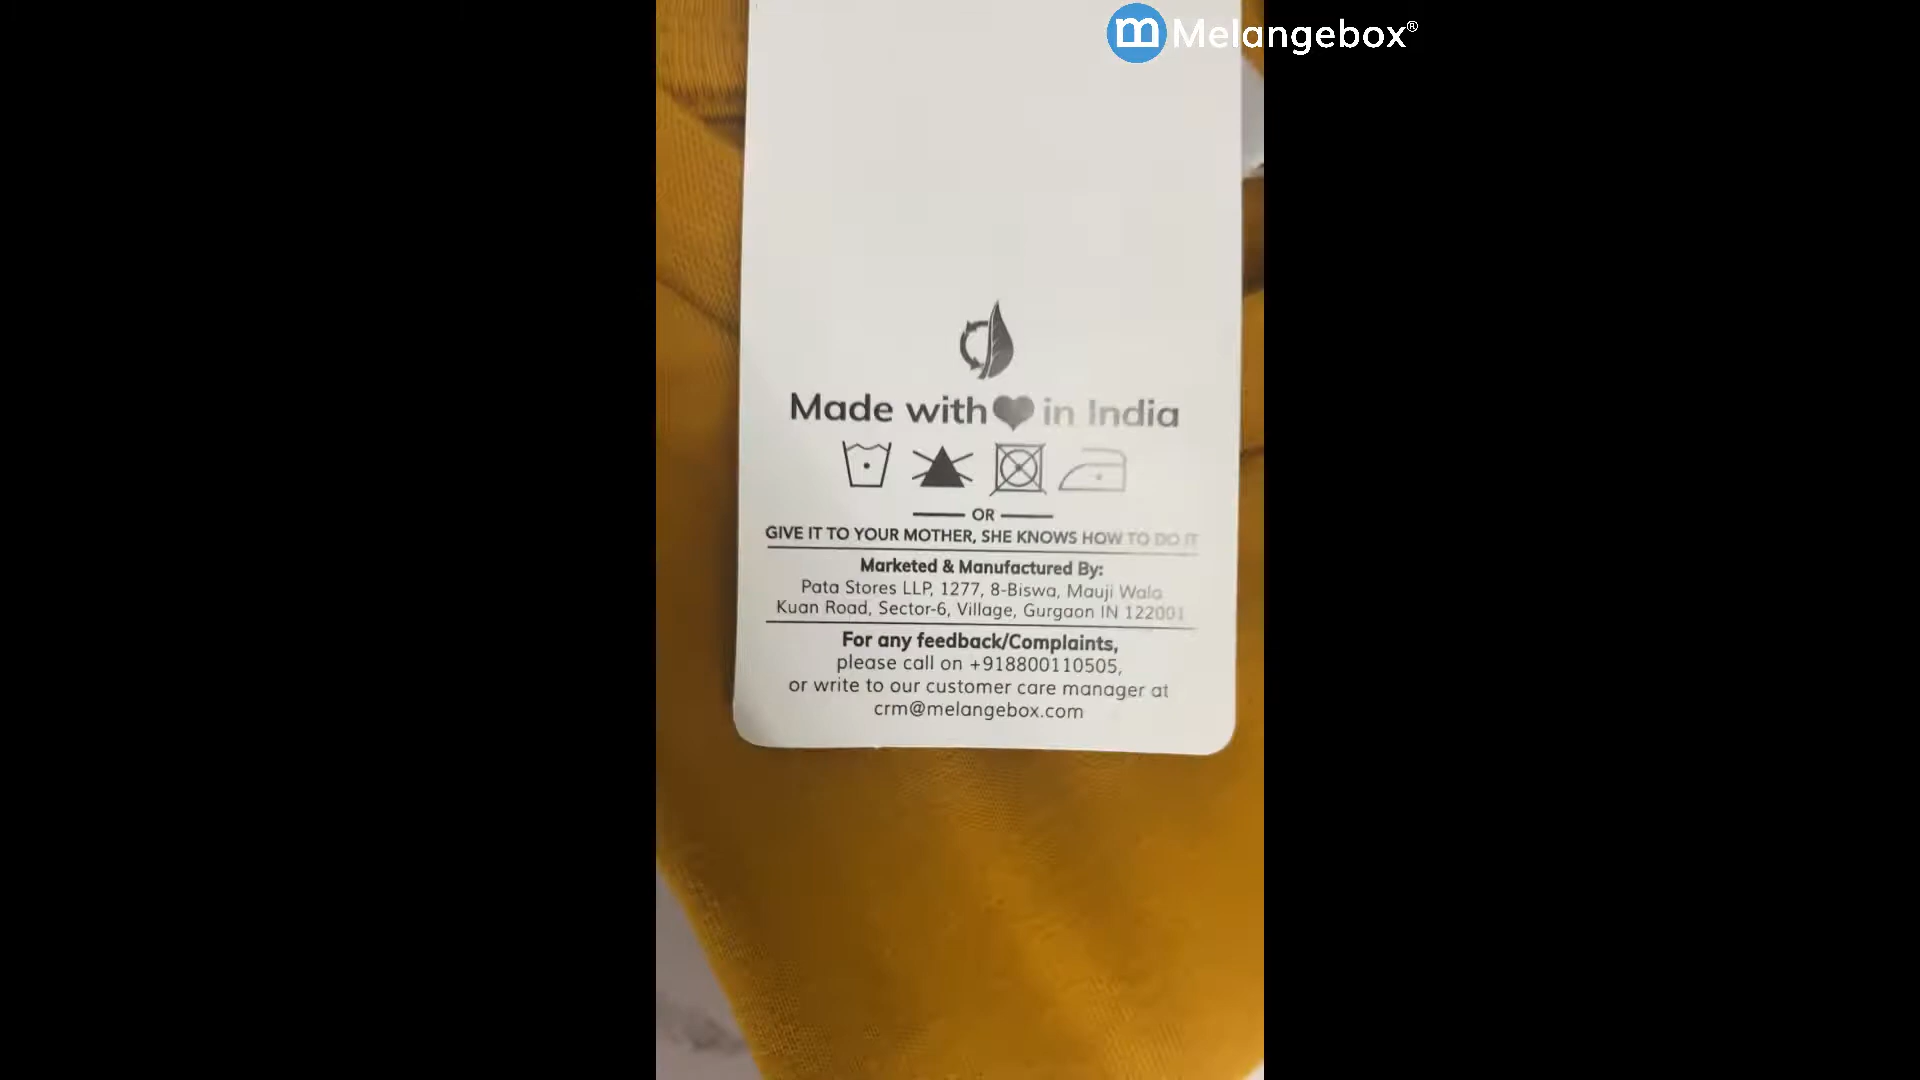 Melangebox®
Made with in India
OR
GIVE IT TO YOUR MOTHER, SHE KNOWS HOW TO DO IT
Marketed & Manufactured By:
Pata Stores LLP, 1277, 8-Biswa, Mauji Wala
Kuan Road, Sector-6, Village, Gurgaon IN 122001
For any feedback/Complaints,
please call on +918800110505,
or write to our customer care manager at
crm@melangebox.com